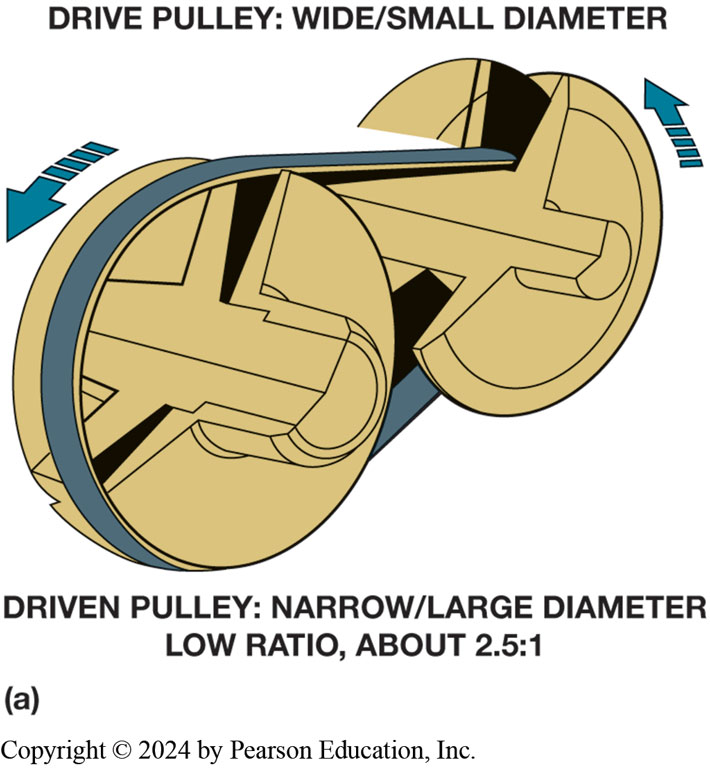 DRIVE PULLEY: WIDE/SMALL DIAMETER
DRIVEN PULLEY: NARROW/LARGE DIAMETER
LOW RATIO, ABOUT 2.5:1
(a)
Copyright © 2024 by Pearson Education, Inc.